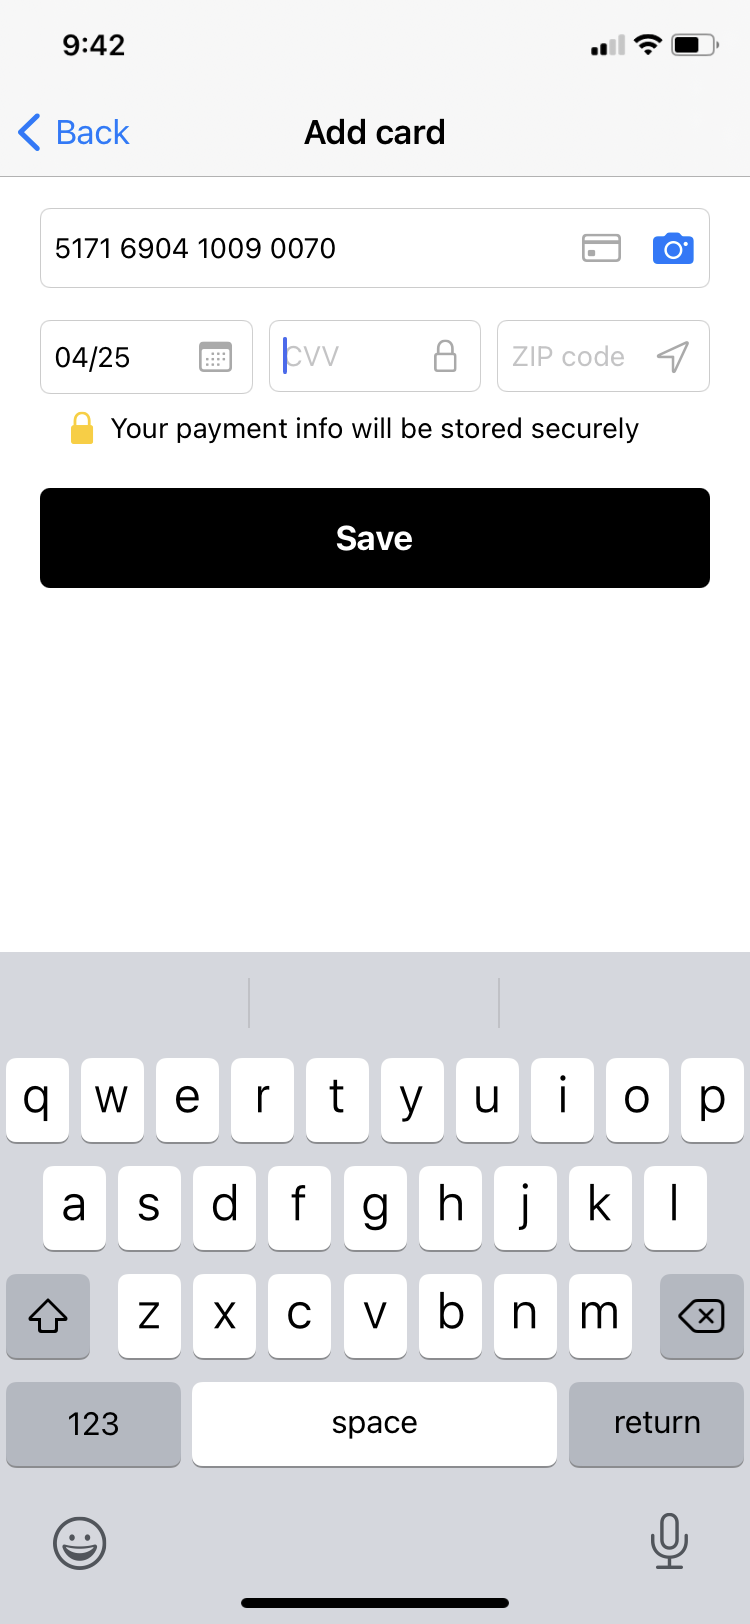 9:42
Back Add card
5171 6904 1009 0070
04/25 CVV ZIP code
Your payment info will be stored securely
Save
q w e r t y u i o p
a s d f g h j k l
z x c v b n m
123 space return